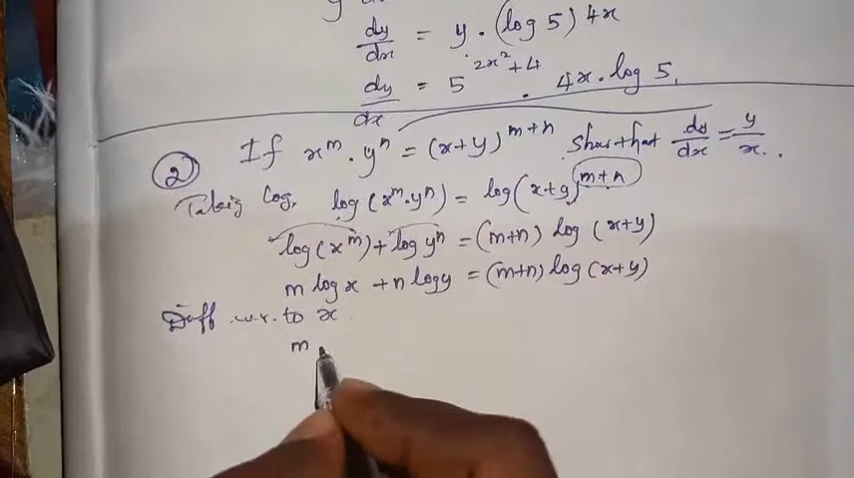 dy/dx = y · (log 5) 4x
dy/dx = 5^(2x²+4) · 4x · log 5.
② If x^m · y^n = (x+y)^(m+n) show that dy/dx = y/x .
Taking log, log (x^m · y^n) = log (x+y)^(m+n)
log (x^m) + log y^n = (m+n) log (x+y)
m log x + n log y = (m+n) log (x+y)
Diff w.r. to x
m